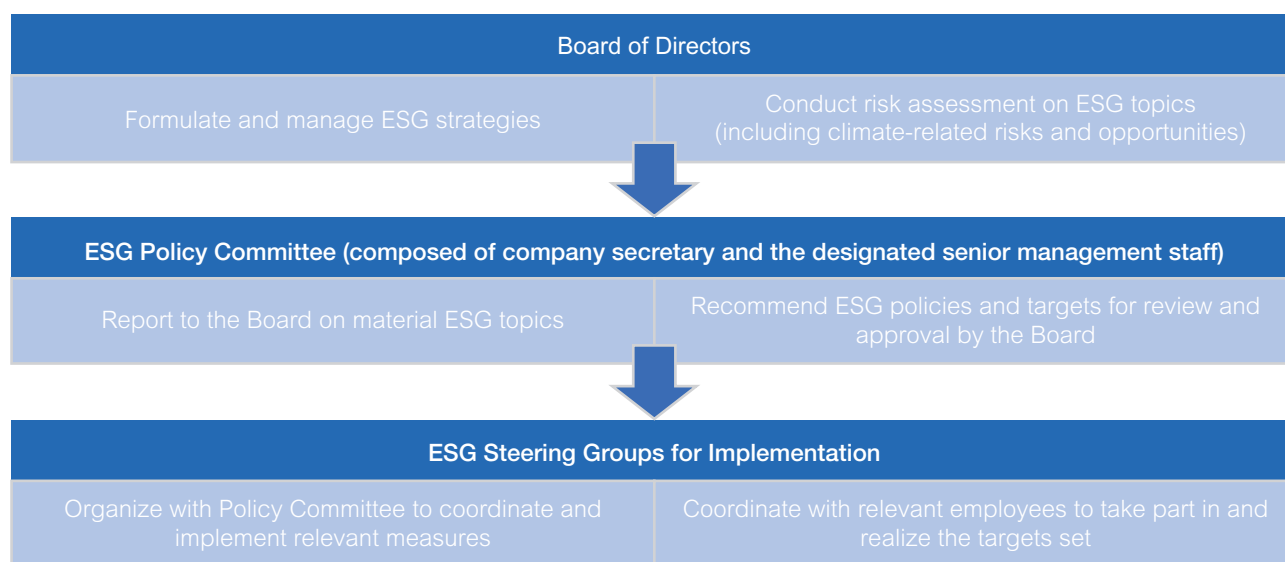 Board of Directors
Formulate and manage ESG strategies
Conduct risk assessment on ESG topics
(including climate-related risks and opportunities)
ESG Policy Committee (composed of company secretary and the designated senior management staff)
Report to the Board on material ESG topics
Recommend ESG policies and targets for review and
approval by the Board
ESG Steering Groups for Implementation
Organize with Policy Committee to coordinate and
implement relevant measures
Coordinate with relevant employees to take part in and
realize the targets set